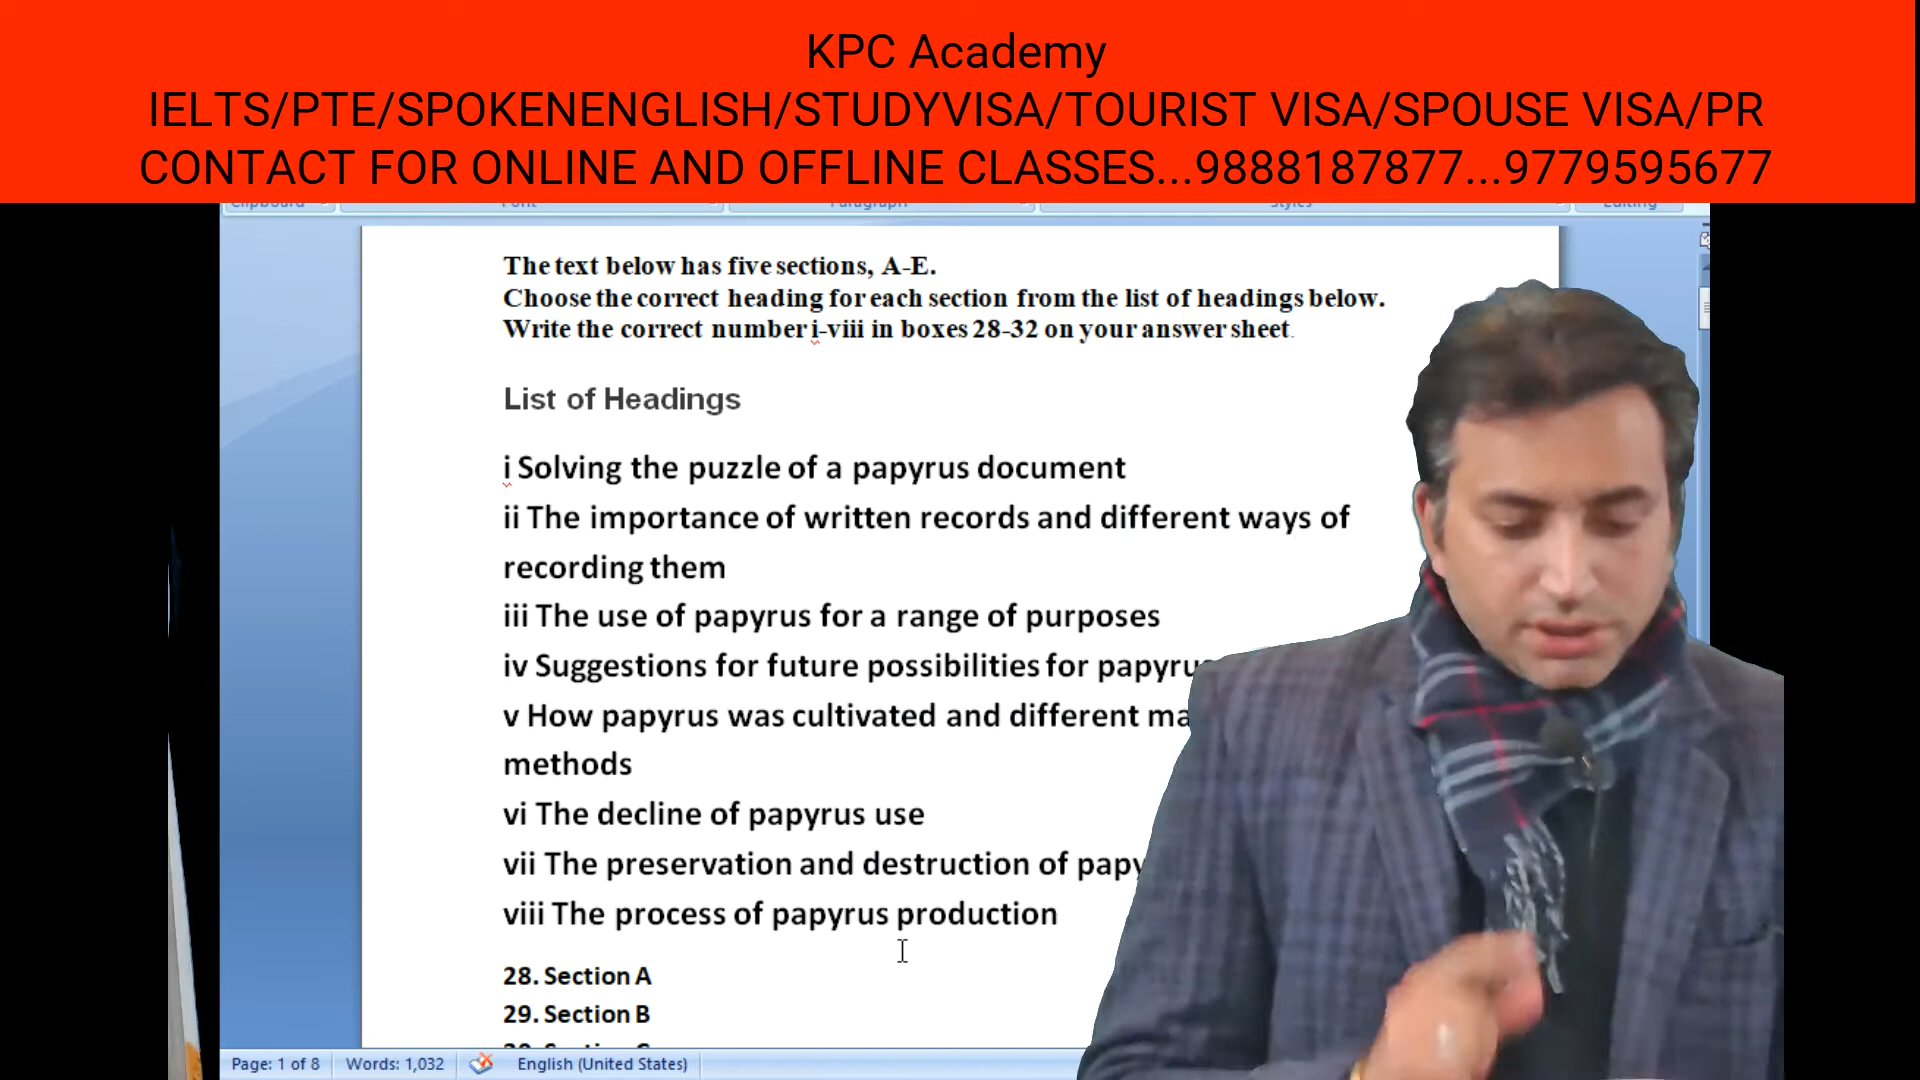 KPC Academy
IELTS/PTE/SPOKENENGLISH/STUDYVISA/TOURIST VISA/SPOUSE VISA/PR
CONTACT FOR ONLINE AND OFFLINE CLASSES...9888187877...9779595677
Clipboard Font Paragraph Styles Editing
The text below has five sections, A-E.
Choose the correct heading for each section from the list of headings below.
Write the correct number i-viii in boxes 28-32 on your answer sheet.
List of Headings
i Solving the puzzle of a papyrus document
ii The importance of written records and different ways of
recording them
iii The use of papyrus for a range of purposes
iv Suggestions for future possibilities for
v How papyrus was cultivated and different
methods
vi The decline of papyrus use
vii The preservation and destruction of
viii The process of papyrus production
28. Section A
29. Section B
Page: 1 of 8 Words: 1,032 English (United States)